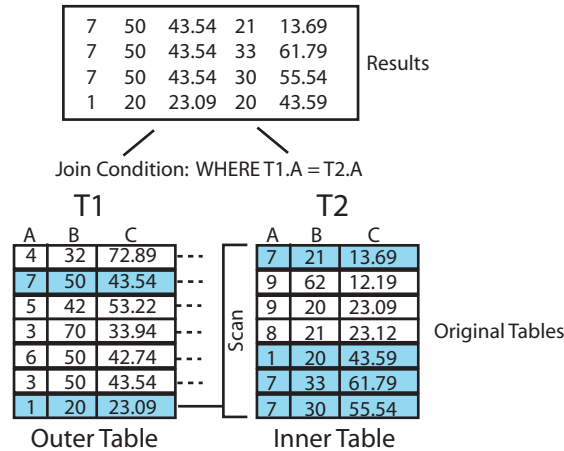 7 50 43.54 21 13.69
7 50 43.54 33 61.79
7 50 43.54 30 55.54
1 20 23.09 20 43.59
Results
Join Condition: WHERE T1.A = T2.A
T1
A B C
4 32 72.89
7 50 43.54
5 42 53.22
3 70 33.94
6 50 42.74
3 50 43.54
1 20 23.09
Outer Table
Scan
T2
A B C
7 21 13.69
9 62 12.19
9 20 23.09
8 21 23.12
1 20 43.59
7 33 61.79
7 30 55.54
Inner Table
Original Tables